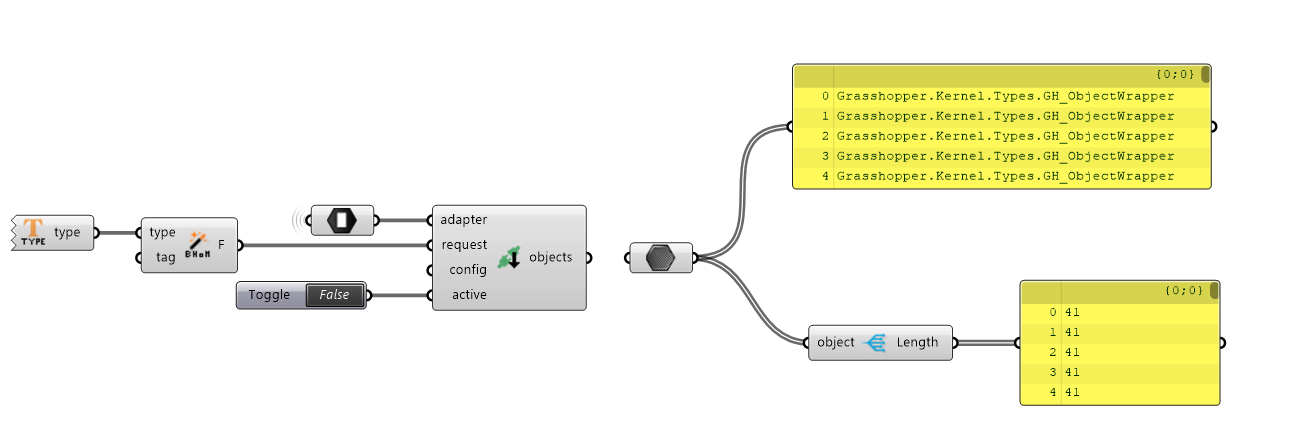 {0;0}
0 Grasshopper.Kernel.Types.GH_ObjectWrapper
1 Grasshopper.Kernel.Types.GH_ObjectWrapper
2 Grasshopper.Kernel.Types.GH_ObjectWrapper
3 Grasshopper.Kernel.Types.GH_ObjectWrapper
4 Grasshopper.Kernel.Types.GH_ObjectWrapper
T
TYPE
type
type
tag
BHoM
F
adapter
request
config
active
objects
Toggle
False
object
Length
{0;0}
0 41
1 41
2 41
3 41
4 41